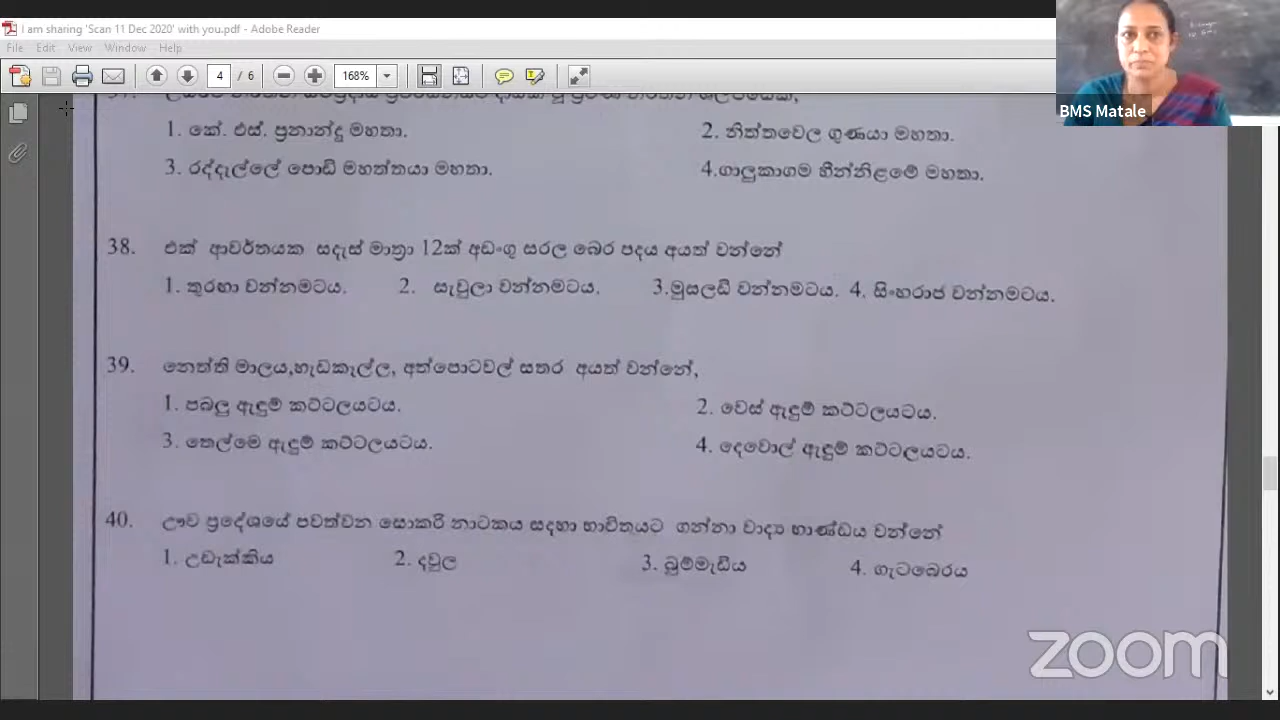 I am sharing 'Scan 11 Dec 2020' with you.pdf - Adobe Reader
File Edit View Window Help
4 / 6 168%
BMS Matale
1. කේ. එස්. ප්‍රනාන්දු මහතා. 2. නිත්තවෙල ගුණයා මහතා.
3. රද්දැල්ලේ පොඩි මහත්තයා මහතා. 4.ගාලුකාගම හීන්නිළමේ මහතා.
38. එක් ආවර්තයක සදැස් මාත්‍රා 12ක් අඩංගු සරල බෙර පදය අයත් වන්නේ
1. තුරඟා වන්නමටය. 2. සැවුලා වන්නමටය. 3.මුසලඩි වන්නමටය. 4. සිංහරාජ වන්නමටය.
39. නෙත්ති මාලය,හැඩකෑල්ල, අත්පොටවල් සතර අයත් වන්නේ,
1. පබලු ඇඳුම් කට්ටලයටය. 2. වෙස් ඇඳුම් කට්ටලයටය.
3. තෙල්මෙ ඇඳුම් කට්ටලයටය. 4. දෙවොල් ඇඳුම් කට්ටලයටය.
40. ඌව ප්‍රදේශයේ පවත්වන සොකරි නාටකය සඳහා භාවිතයට ගන්නා වාද්‍ය භාණ්ඩය වන්නේ
1. උඩැක්කිය 2. දවුල 3. බුම්මැඩිය 4. ගැටබෙරය
zoom